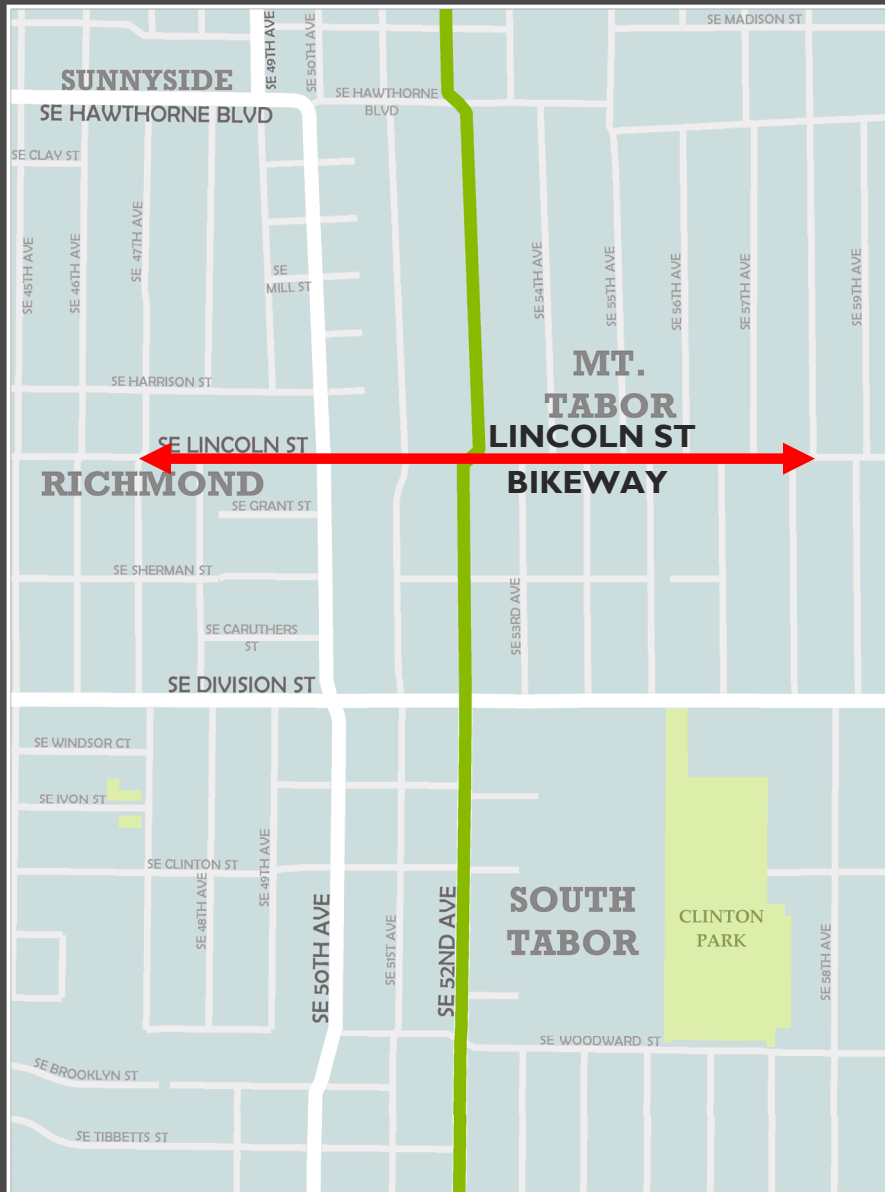 SE MADISON ST
SE 49TH AVE
SE 50TH AVE
SUNNYSIDE
SE HAWTHORNE BLVD
SE HAWTHORNE
BLVD
SE CLAY ST
SE 45TH AVE
SE 46TH AVE
SE 47TH AVE
SE
MILL ST
SE 54TH AVE
SE 55TH AVE
SE 56TH AVE
SE 57TH AVE
SE 59TH AVE
MT.
TABOR
SE HARRISON ST
SE LINCOLN ST
LINCOLN ST
BIKEWAY
RICHMOND
SE GRANT ST
SE SHERMAN ST
SE CARUTHERS
ST
SE 53RD AVE
SE DIVISION ST
SE WINDSOR CT
SE IVON ST
SE CLINTON ST
SE 48TH AVE
SE 49TH AVE
SE 50TH AVE
SE 51ST AVE
SE 52ND AVE
SOUTH
TABOR
CLINTON
PARK
SE 58TH AVE
SE WOODWARD ST
SE BROOKLYN ST
SE TIBBETTS ST